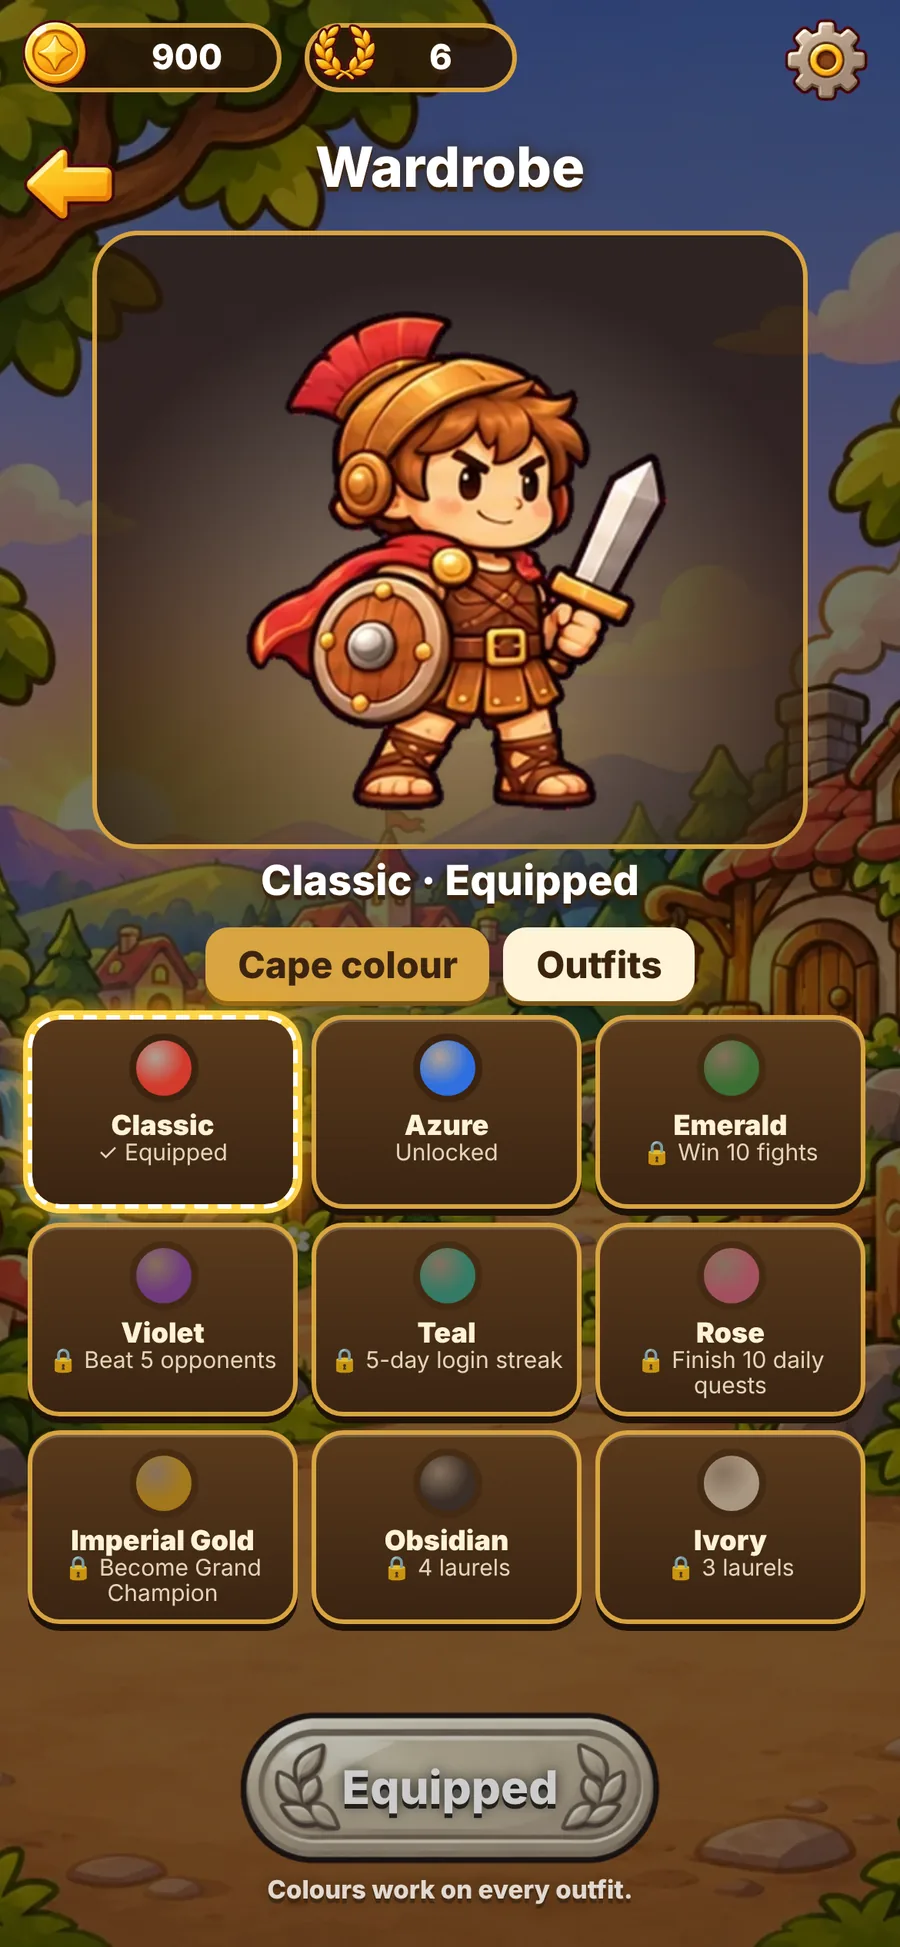 900
6
Wardrobe
Classic · Equipped
Cape colour
Outfits
Classic
✓ Equipped
Azure
Unlocked
Emerald
🔒 Win 10 fights
Violet
🔒 Beat 5 opponents
Teal
🔒 5-day login streak
Rose
🔒 Finish 10 daily
quests
Imperial Gold
🔒 Become Grand
Champion
Obsidian
🔒 4 laurels
Ivory
🔒 3 laurels
Equipped
Colours work on every outfit.